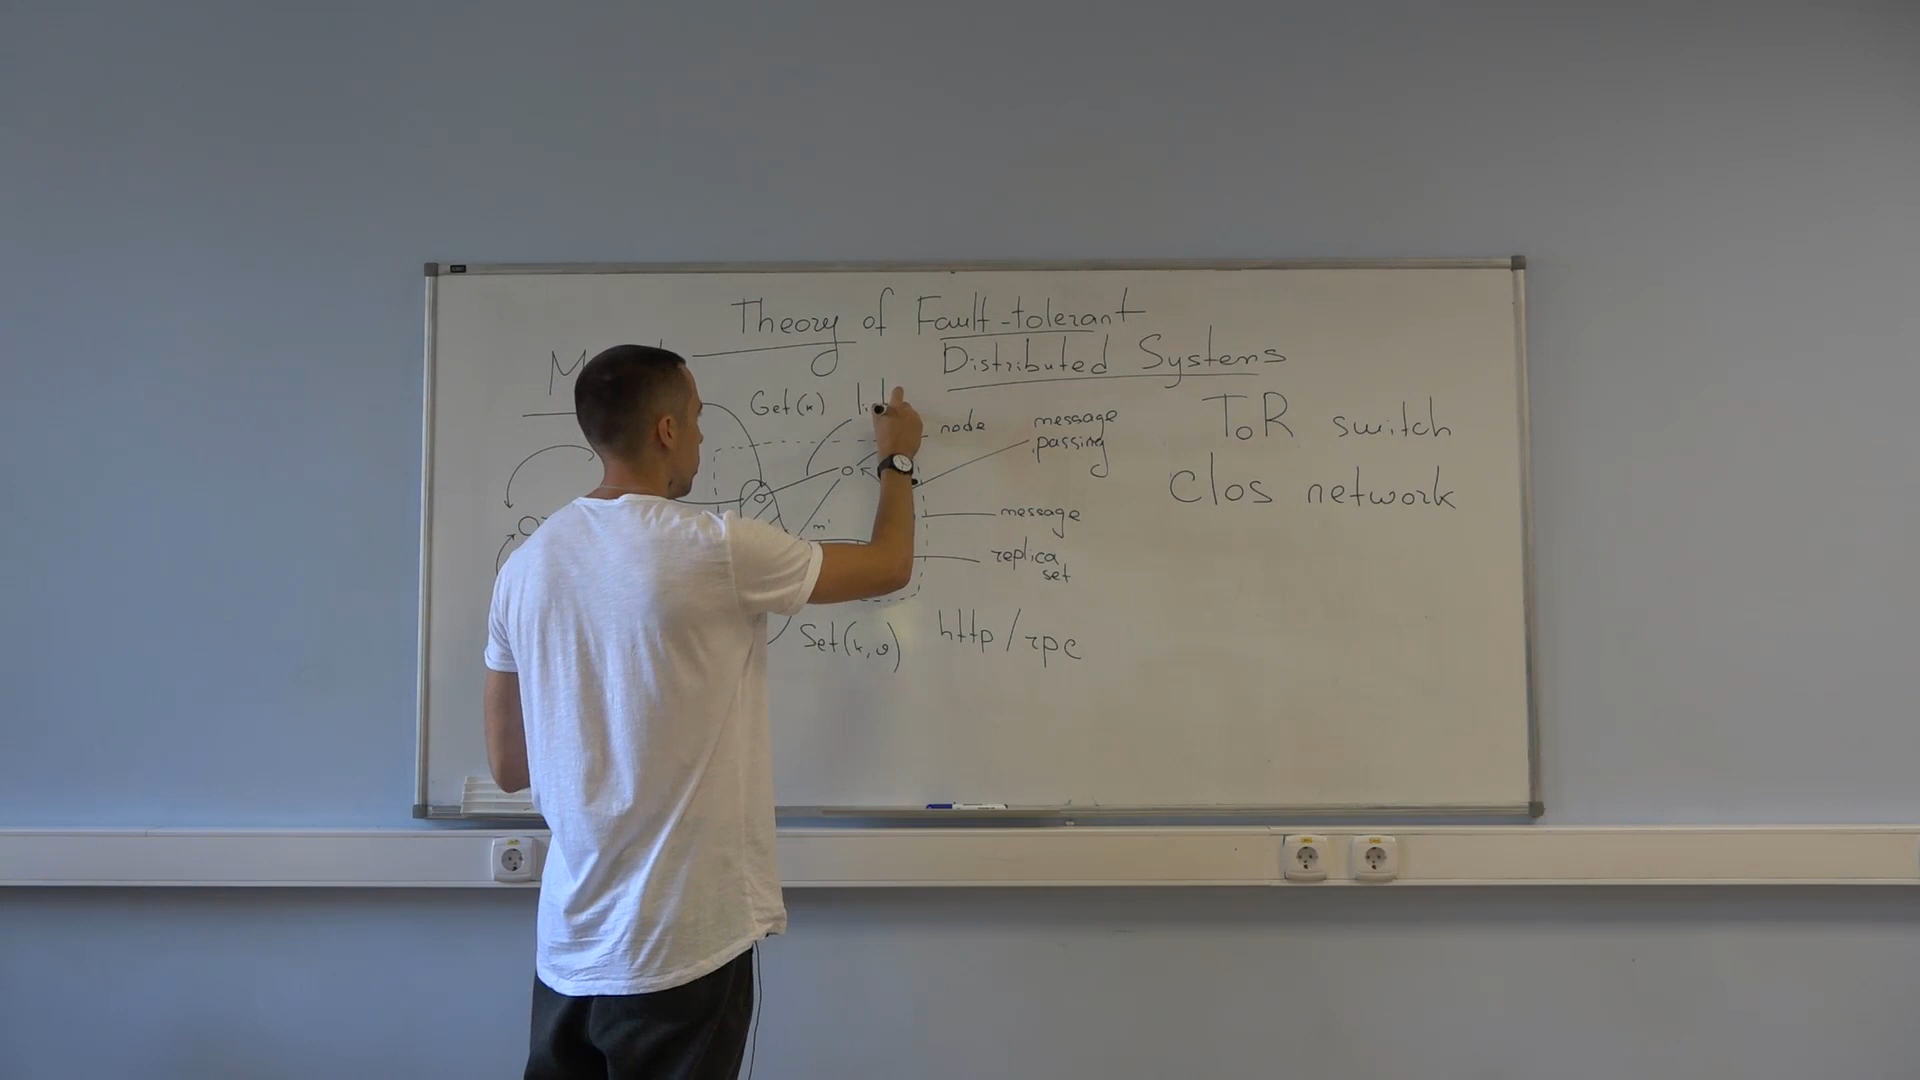 Theory of Fault-tolerant
Distributed Systems
Get(k)
node
message
passing
ToR switch
clos network
m'
message
replica
set
Set(k,v)
http/rpc